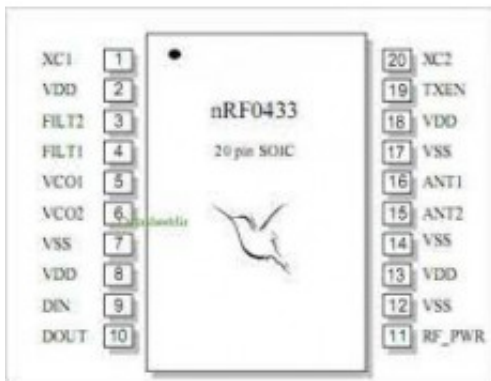 XC1 1
VDD 2
FILT2 3
FILT1 4
VCO1 5
VCO2 6
VSS 7
VDD 8
DIN 9
DOUT 10
nRF0433
20 pin SOIC
20 XC2
19 TXEN
18 VDD
17 VSS
16 ANT1
15 ANT2
14 VSS
13 VDD
12 VSS
11 RF_PWR